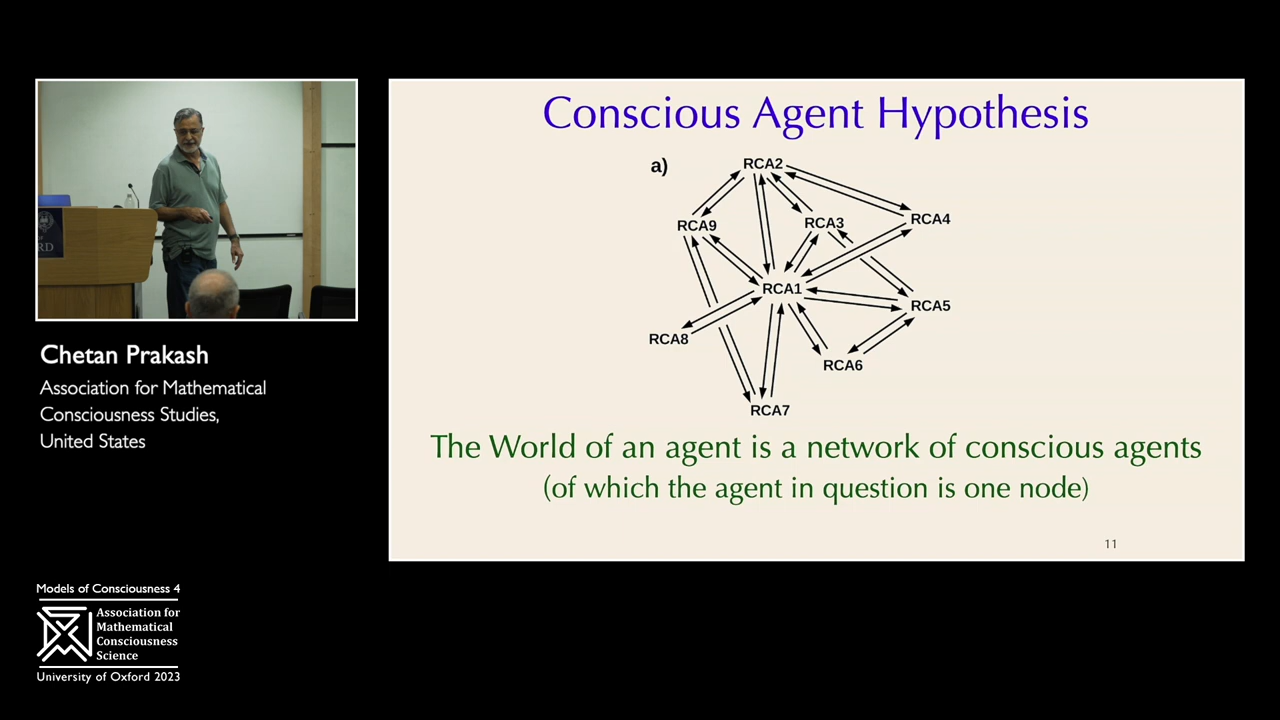 Conscious Agent Hypothesis
a)
RCA2
RCA9
RCA3
RCA4
RCA1
RCA5
RCA8
RCA6
RCA7
The World of an agent is a network of conscious agents
(of which the agent in question is one node)
11
RD
Chetan Prakash
Association for Mathematical
Consciousness Studies,
United States
Models of Consciousness 4
Association for
Mathematical
Consciousness
Science
University of Oxford 2023